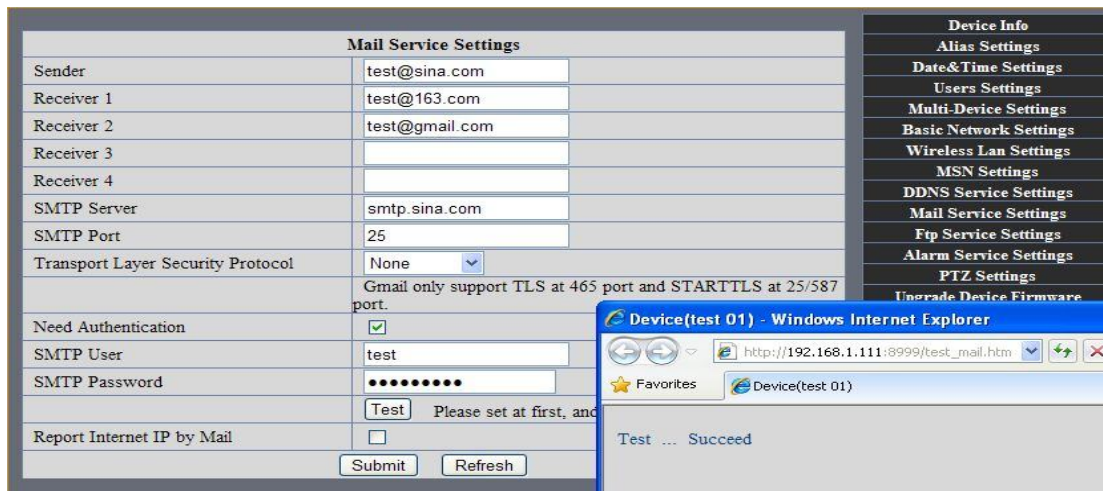 Mail Service Settings
Sender test@sina.com
Receiver 1 test@163.com
Receiver 2 test@gmail.com
Receiver 3
Receiver 4
SMTP Server smtp.sina.com
SMTP Port 25
Transport Layer Security Protocol None
Gmail only support TLS at 465 port and STARTTLS at 25/587
port.
Need Authentication
SMTP User test
SMTP Password ●●●●●●●●●
Test Please set at first, and
Report Internet IP by Mail
Submit Refresh
Device Info
Alias Settings
Date&Time Settings
Users Settings
Multi-Device Settings
Basic Network Settings
Wireless Lan Settings
MSN Settings
DDNS Service Settings
Mail Service Settings
Ftp Service Settings
Alarm Service Settings
PTZ Settings
Upgrade Device Firmware
Device(test 01) - Windows Internet Explorer
http://192.168.1.111:8999/test_mail.htm
Favorites Device(test 01)
Test ... Succeed